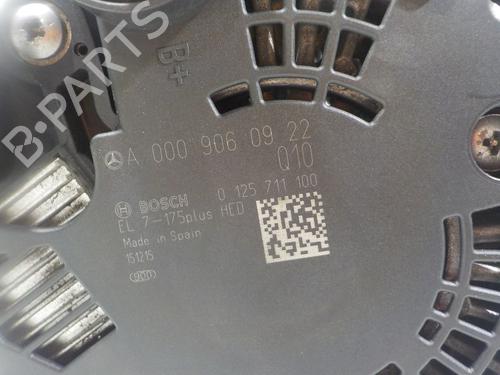 B-PARTS
B+
A 000 906 09 22
Q10
BOSCH 0 125 711 100
EL 7-175plus HED
Made in Spain
151215